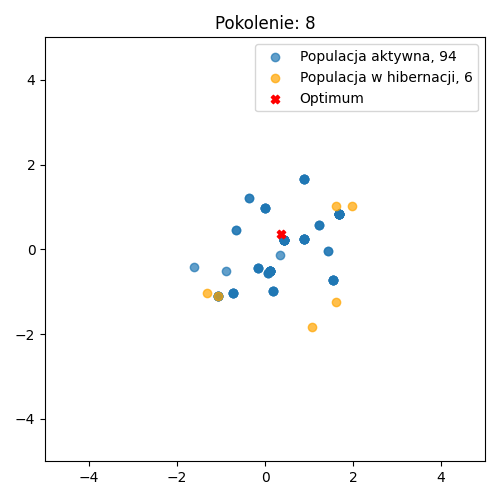 Pokolenie: 8
Populacja aktywna, 94
Populacja w hibernacji, 6
Optimum
4
2
0
−2
−4
−4 −2 0 2 4